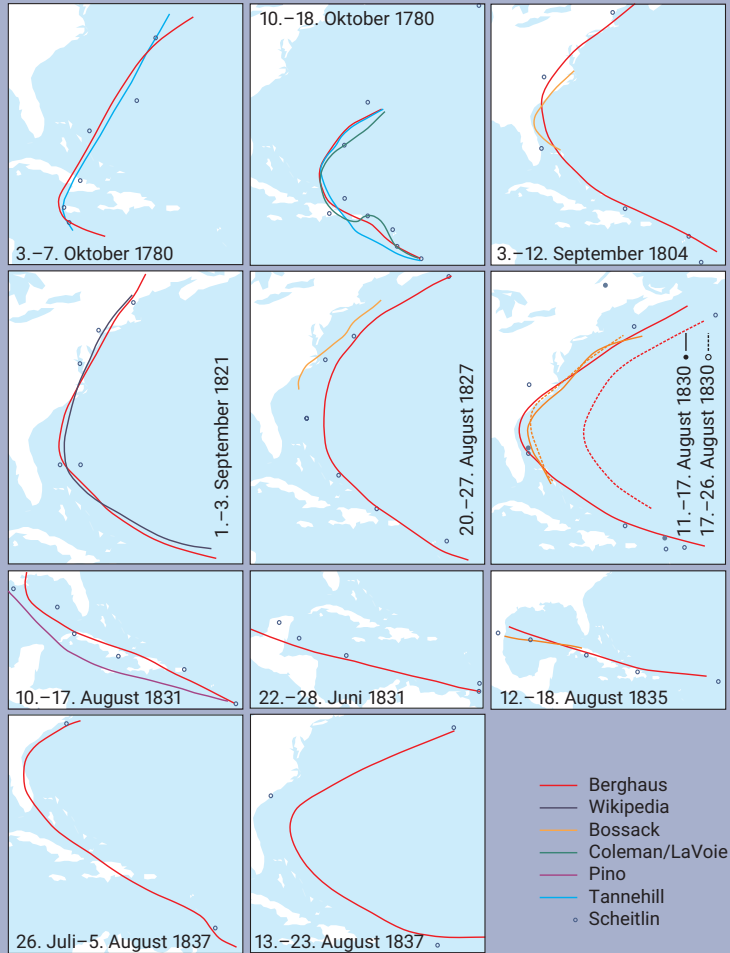 3.–7. Oktober 1780
10.–18. Oktober 1780
3.–12. September 1804
1.–3. September 1821
20.–27. August 1827
11.–17. August 1830
17.–26. August 1830
10.–17. August 1831
22.–28. Juni 1831
12.–18. August 1835
26. Juli–5. August 1837
13.–23. August 1837
Berghaus
Wikipedia
Bossack
Coleman/LaVoie
Pino
Tannehill
Scheitlin